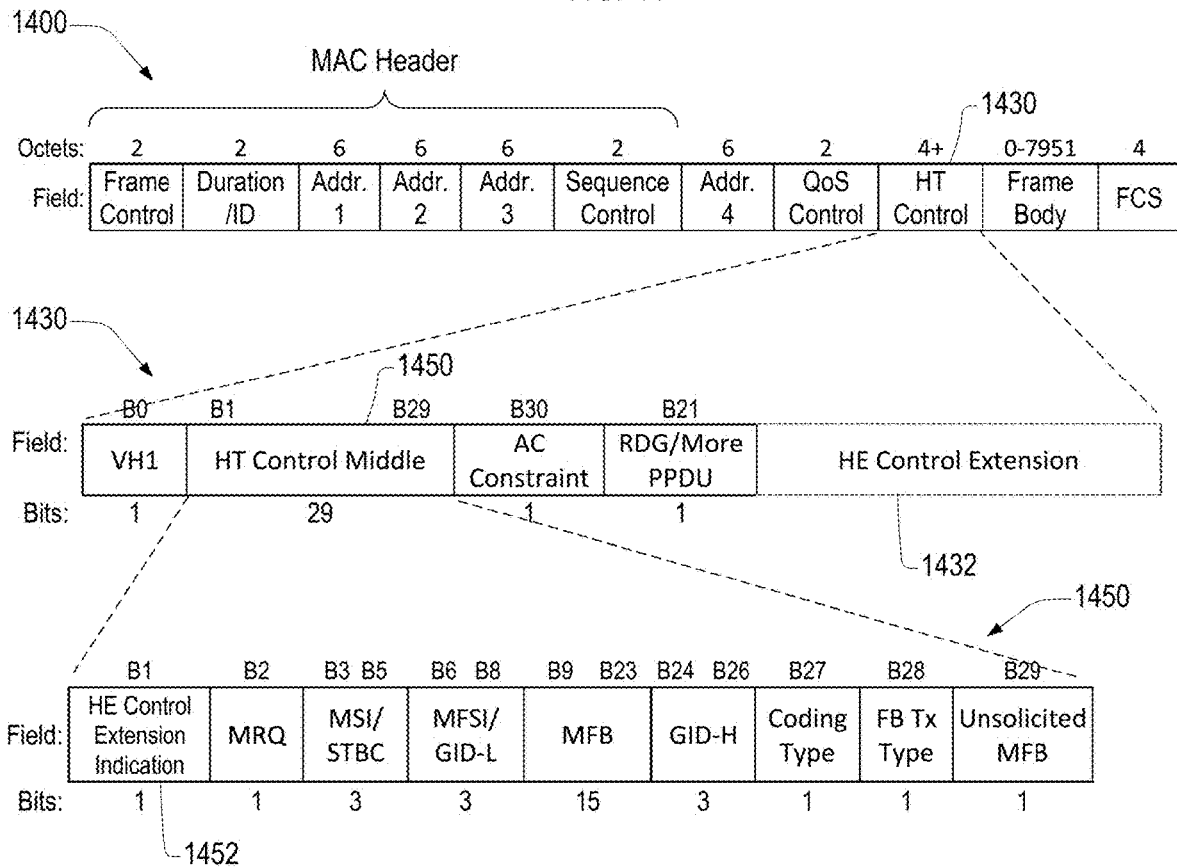 1400
MAC Header
1430
Octets: 2 2 6 6 6 2 6 2 4+ 0-7951 4
Field: Frame Control Duration /ID Addr. 1 Addr. 2 Addr. 3 Sequence Control Addr. 4 QoS Control HT Control Frame Body FCS
1430
1450
B0 B1 B29 B30 B21
Field: VH1 HT Control Middle AC Constraint RDG/More PPDU HE Control Extension
Bits: 1 29 1 1
1432
1450
B1 B2 B3 B5 B6 B8 B9 B23 B24 B26 B27 B28 B29
Field: HE Control Extension Indication MRQ MSI/ STBC MFSI/ GID-L MFB GID-H Coding Type FB Tx Type Unsolicited MFB
Bits: 1 1 3 3 15 3 1 1 1
1452